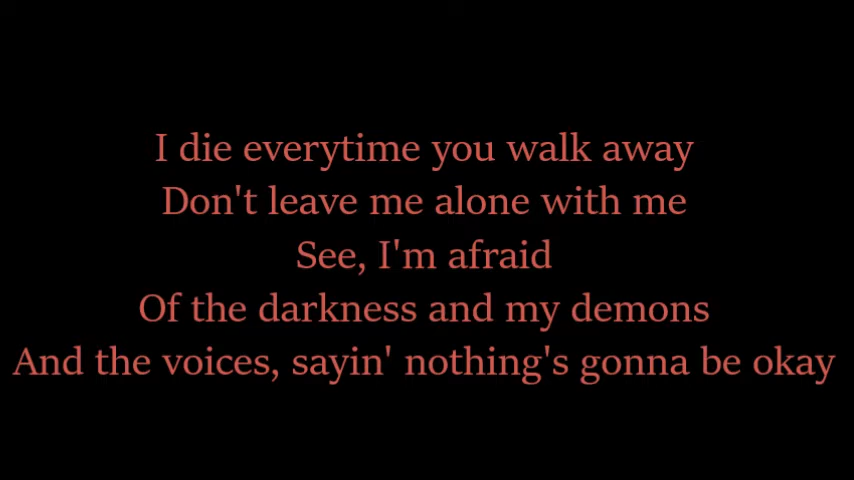 I die everytime you walk away
Don't leave me alone with me
See, I'm afraid
Of the darkness and my demons
And the voices, sayin' nothing's gonna be okay